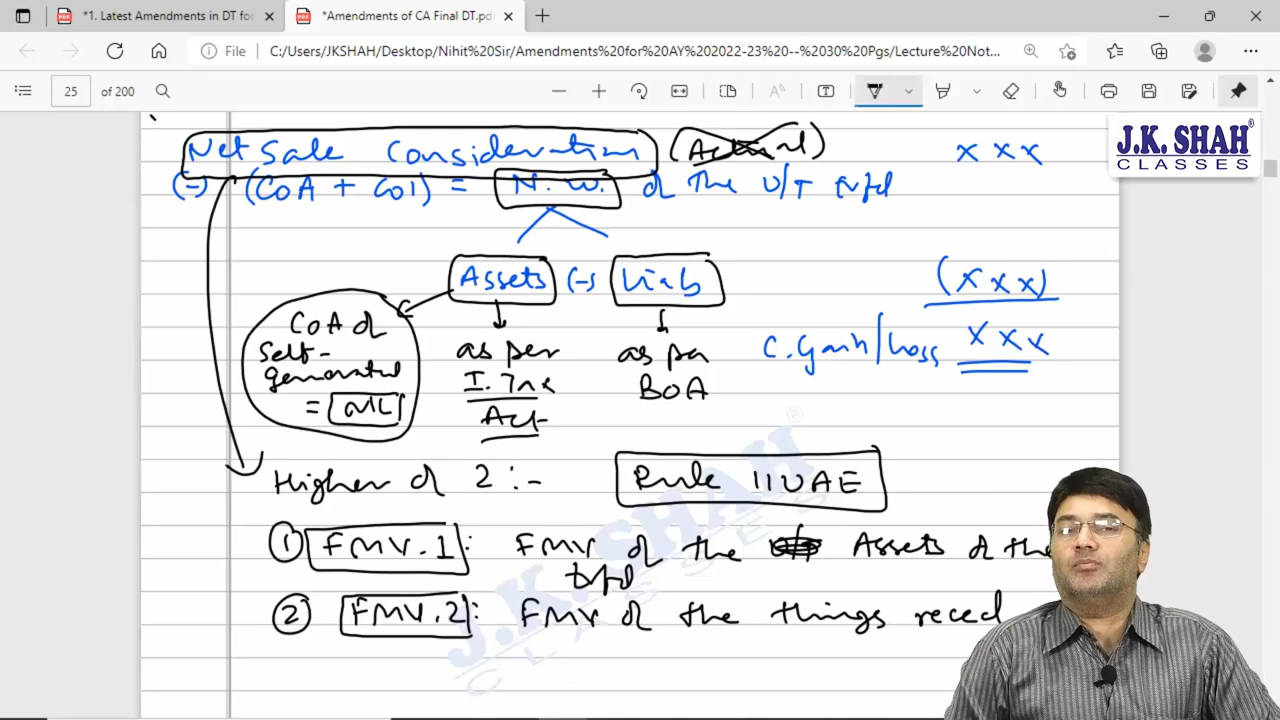 *1. Latest Amendments in DT for
*Amendments of CA Final DT.pd
File C:/Users/JKSHAH/Desktop/Nihit%20Sir/Amendments%20for%20AY%202022-23%20--%2030%20Pgs/Lecture%20Not...
25 of 200
J.K. SHAH®
CLASSES
Net Sale Consideration (Actual) x x x
(-) (CoA + CoI) = N.W. of the U/T trfd
Assets (-) Liab (x x x)
CoA of
Self-
generated
= NIL
as per
I. Tax
Act
as per
BOA
C. Gain/Loss x x x
Higher of 2 :- Rule 11UAE
① FMV.1: FMV of the Assets of the
trfd
② FMV.2: FMV of the things reced
J.K. SHAH
CLASSES